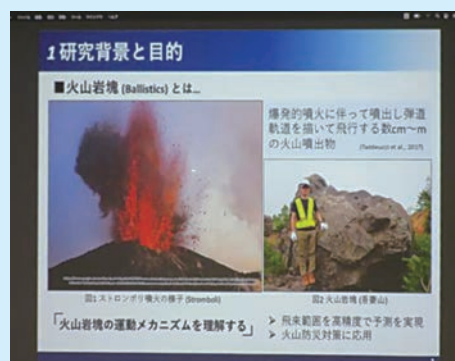 1 研究背景と目的
■火山岩塊 (Ballistics) とは...
爆発的噴火に伴って噴出し弾道
軌道を描いて飛行する数cm～m
の火山噴出物
(Taddeucci et al., 2017)
図1 ストロンボリ噴火の様子 (Stromboli)
図2 火山岩塊
「火山岩塊の運動メカニズムを理解する」
➢ 飛来範囲を高精度で予測を実現
➢ 火山防災対策に応用